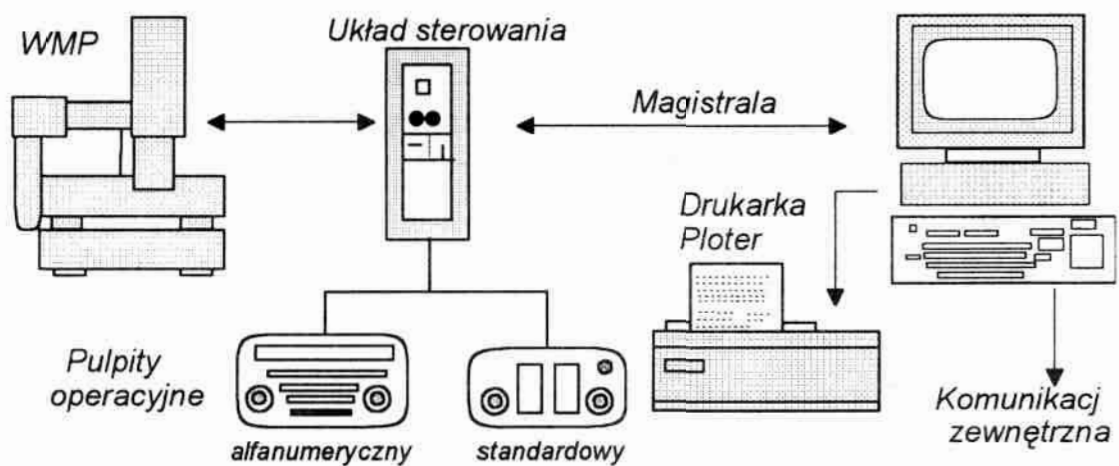 WMP
Układ sterowania
Magistrala
Drukarka
Ploter
Pulpity
operacyjne
alfanumeryczny
standardowy
Komunikacj
zewnętrzna